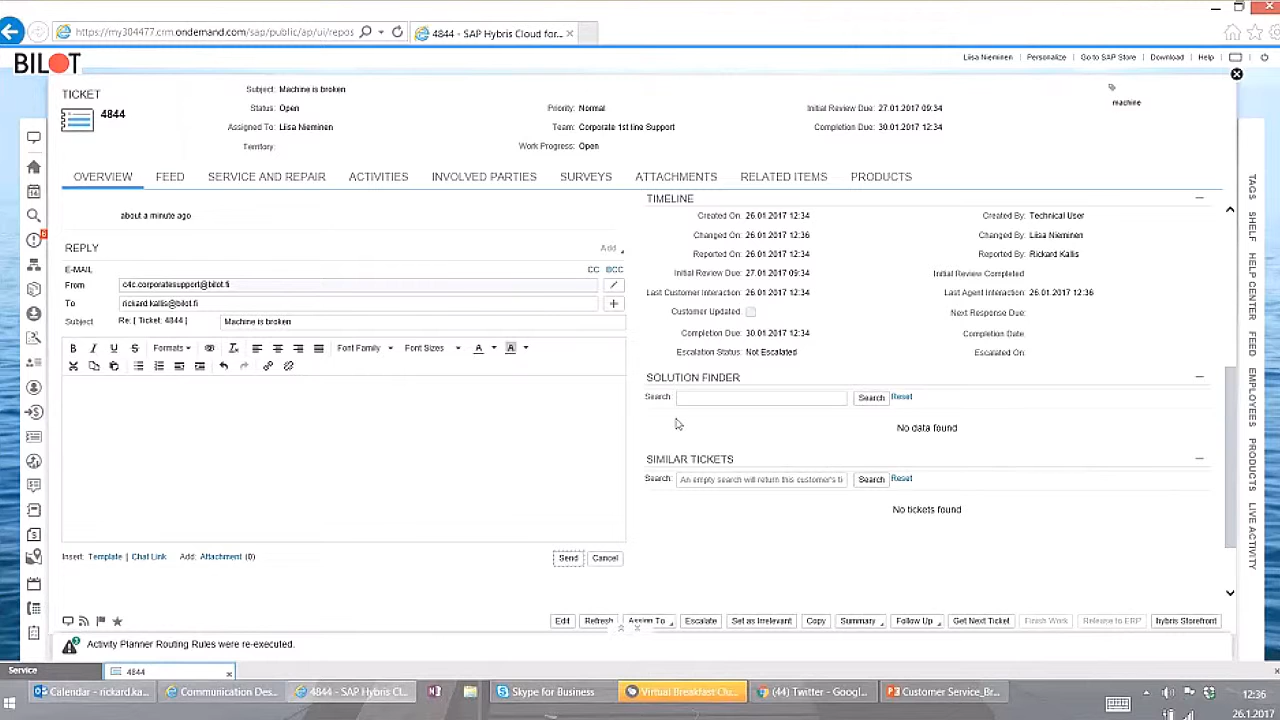 https://my304477.crm.ondemand.com/sap/public/ap/ui/repos
4844 - SAP Hybris Cloud for...
BILOT
Liisa Nieminen Personalize Go to SAP Store Download Help
TICKET
4844
Subject: Machine is broken
Status: Open
Priority: Normal
Initial Review Due: 27.01.2017 09:34
machine
Assigned To: Liisa Nieminen
Team: Corporate 1st line Support
Completion Due: 30.01.2017 12:34
Territory:
Work Progress: Open
OVERVIEW FEED SERVICE AND REPAIR ACTIVITIES INVOLVED PARTIES SURVEYS ATTACHMENTS RELATED ITEMS PRODUCTS
about a minute ago
REPLY
Add
E-MAIL
CC BCC
From c4c.corporatesupport@bilot.fi
To rickard.kallis@bilot.fi
Subject Re: [ Ticket: 4844 ] Machine is broken
B I U S Formats Font Family Font Sizes A A
Insert: Template | Chat Link Add: Attachment (0)
Send Cancel
TIMELINE
Created On: 26.01.2017 12:34
Created By: Technical User
Changed On: 26.01.2017 12:36
Changed By: Liisa Nieminen
Reported On: 26.01.2017 12:34
Reported By: Rickard Kallis
Initial Review Due: 27.01.2017 09:34
Initial Review Completed
Last Customer Interaction: 26.01.2017 12:34
Last Agent Interaction: 26.01.2017 12:36
Customer Updated:
Next Response Due:
Completion Due: 30.01.2017 12:34
Completion Date:
Escalation Status: Not Escalated
Escalated On:
SOLUTION FINDER
Search: Search Reset
No data found
SIMILAR TICKETS
Search: An empty search will return this customer's ti Search Reset
No tickets found
TAGS
SHELF
HELP CENTER
FEED
EMPLOYEES
PRODUCTS
LIVE ACTIVITY
Edit Refresh Assign To Escalate Set as Irrelevant Copy Summary Follow Up Get Next Ticket Finish Work Release to ERP hybris Storefront
Activity Planner Routing Rules were re-executed.
Service
4844
Calendar - rickard.ka... Communication Des... 4844 - SAP Hybris Cl... Skype for Business Virtual Breakfast Clu... (44) Twitter - Googl... Customer Service_Br...
12:36
26.1.2017